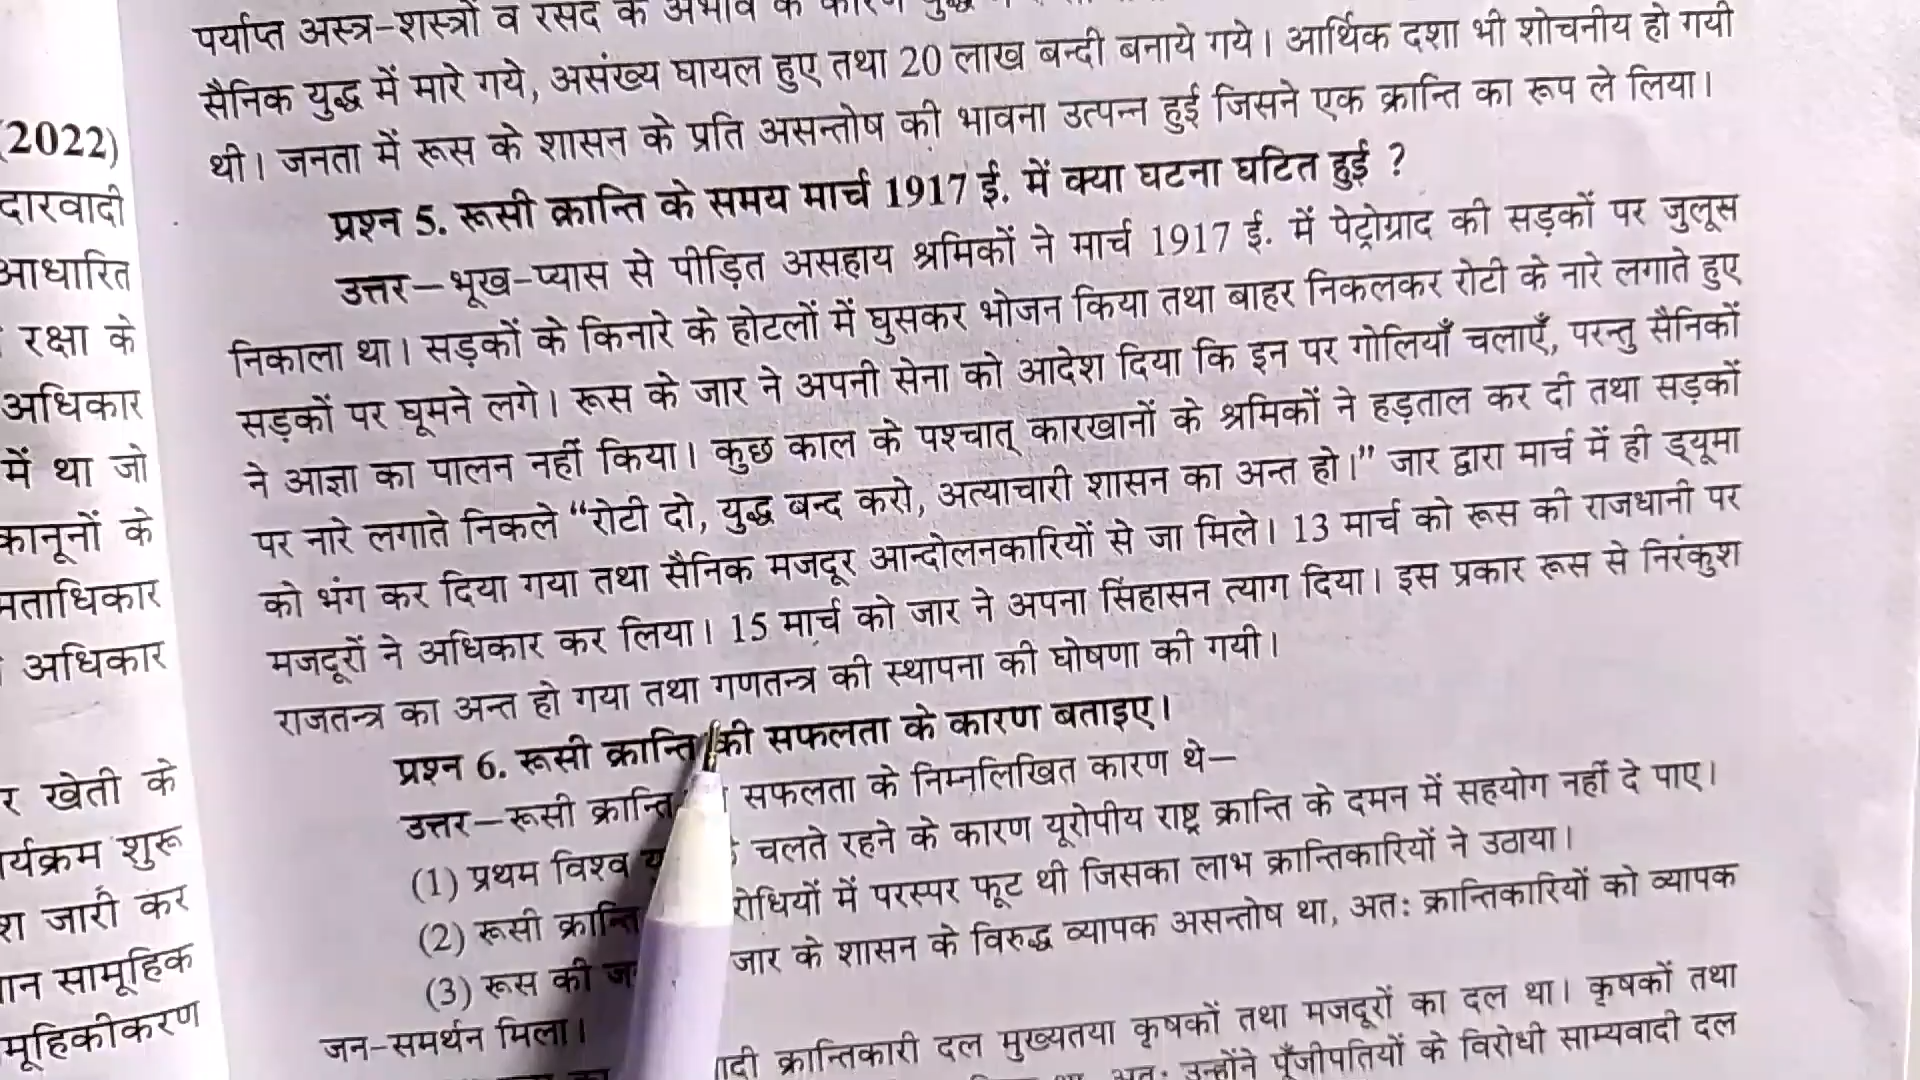 पर्याप्त अस्त्र-शस्त्रों व रसद के अभाव के कारण
सैनिक युद्ध में मारे गये, असंख्य घायल हुए तथा 20 लाख बन्दी बनाये गये। आर्थिक दशा भी शोचनीय हो गयी
थी। जनता में रूस के शासन के प्रति असन्तोष की भावना उत्पन्न हुई जिसने एक क्रान्ति का रूप ले लिया।
प्रश्न 5. रूसी क्रान्ति के समय मार्च 1917 ई. में क्या घटना घटित हुई ?
उत्तर—भूख-प्यास से पीड़ित असहाय श्रमिकों ने मार्च 1917 ई. में पेट्रोग्राद की सड़कों पर जुलूस
निकाला था। सड़कों के किनारे के होटलों में घुसकर भोजन किया तथा बाहर निकलकर रोटी के नारे लगाते हुए
सड़कों पर घूमने लगे। रूस के जार ने अपनी सेना को आदेश दिया कि इन पर गोलियाँ चलाएँ, परन्तु सैनिकों
ने आज्ञा का पालन नहीं किया। कुछ काल के पश्चात् कारखानों के श्रमिकों ने हड़ताल कर दी तथा सड़कों
पर नारे लगाते निकले “रोटी दो, युद्ध बन्द करो, अत्याचारी शासन का अन्त हो।” जार द्वारा मार्च में ही ड्यूमा
को भंग कर दिया गया तथा सैनिक मजदूर आन्दोलनकारियों से जा मिले। 13 मार्च को रूस की राजधानी पर
मजदूरों ने अधिकार कर लिया। 15 मार्च को जार ने अपना सिंहासन त्याग दिया। इस प्रकार रूस से निरंकुश
राजतन्त्र का अन्त हो गया तथा गणतन्त्र की स्थापना की घोषणा की गयी।
प्रश्न 6. रूसी क्रान्ति की सफलता के कारण बताइए।
उत्तर—रूसी क्रान्ति सफलता के निम्नलिखित कारण थे—
(1) प्रथम विश्व चलते रहने के कारण यूरोपीय राष्ट्र क्रान्ति के दमन में सहयोग नहीं दे पाए।
(2) रूसी क्रान्ति रोधियों में परस्पर फूट थी जिसका लाभ क्रान्तिकारियों ने उठाया।
(3) रूस की जार के शासन के विरुद्ध व्यापक असन्तोष था, अतः क्रान्तिकारियों को व्यापक
जन-समर्थन मिला।
क्रान्तिकारी दल मुख्यतया कृषकों तथा मजदूरों का दल था। कृषकों तथा
उन्होंने पूँजीपतियों के विरोधी साम्यवादी दल
(2022)
दारवादी
आधारित
रक्षा के
अधिकार
में था जो
कानूनों के
मताधिकार
अधिकार
र खेती के
र्यक्रम शुरू
श जारी कर
ान सामूहिक
मूहिकीकरण